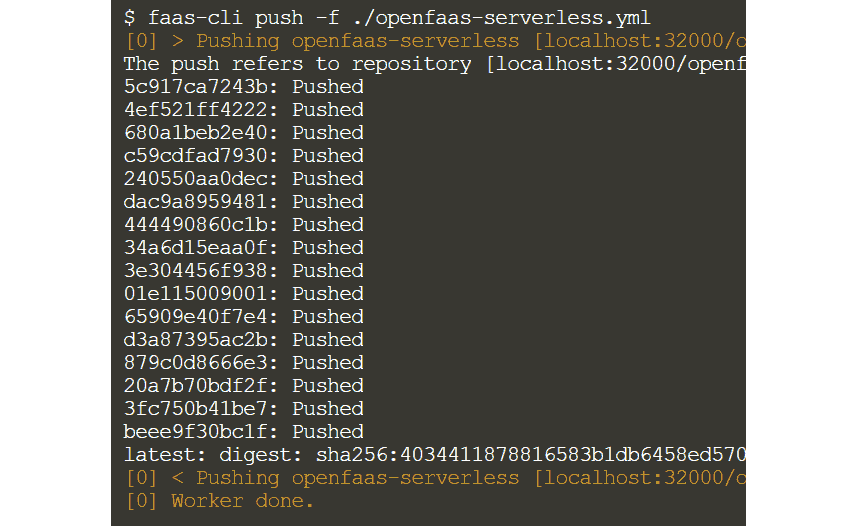 $ faas-cli push -f ./openfaas-serverless.yml
[0] > Pushing openfaas-serverless [localhost:32000/o
The push refers to repository [localhost:32000/openf
5c917ca7243b: Pushed
4ef521ff4222: Pushed
680a1beb2e40: Pushed
c59cdfad7930: Pushed
240550aa0dec: Pushed
dac9a8959481: Pushed
444490860c1b: Pushed
34a6d15eaa0f: Pushed
3e304456f938: Pushed
01e115009001: Pushed
65909e40f7e4: Pushed
d3a87395ac2b: Pushed
879c0d8666e3: Pushed
20a7b70bdf2f: Pushed
3fc750b41be7: Pushed
beee9f30bc1f: Pushed
latest: digest: sha256:4034411878816583b1db6458ed570
[0] < Pushing openfaas-serverless [localhost:32000/o
[0] Worker done.